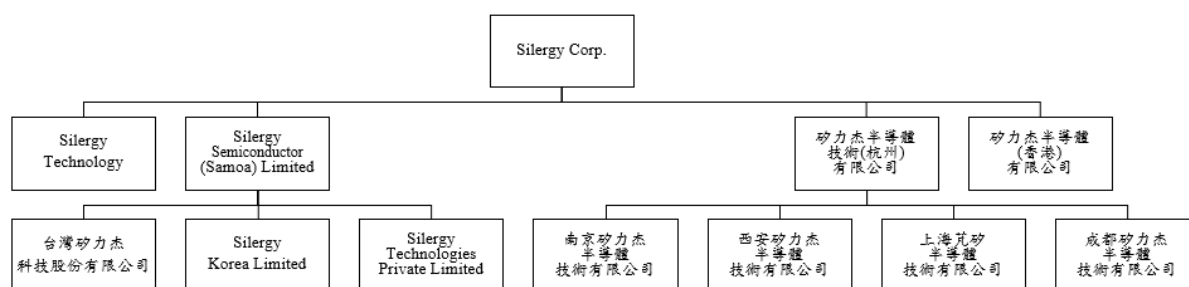 Silergy Corp.
Silergy
Technology
Silergy
Semiconductor
(Samoa) Limited
矽力杰半導體
技術(杭州)
有限公司
矽力杰半導體
(香港)
有限公司
台灣矽力杰
科技股份有限公司
Silergy
Korea Limited
Silergy
Technologies
Private Limited
南京矽力杰
半導體
技術有限公司
西安矽力杰
半導體
技術有限公司
上海芃矽
半導體
技術有限公司
成都矽力杰
半導體
技術有限公司